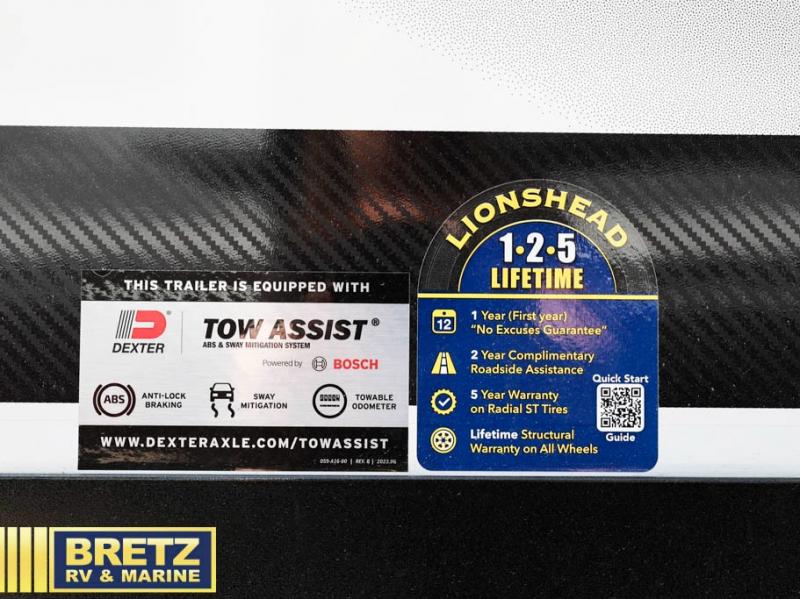 THIS TRAILER IS EQUIPPED WITH
DEXTER
TOW ASSIST®
ABS & SWAY MITIGATION SYSTEM
Powered by BOSCH
ABS
ANTI-LOCK
BRAKING
SWAY
MITIGATION
TOWABLE
ODOMETER
WWW.DEXTERAXLE.COM/TOWASSIST
LIONSHEAD
1·2·5
LIFETIME
12
1 Year (First year)
"No Excuses Guarantee"
2 Year Complimentary
Roadside Assistance
5 Year Warranty
on Radial ST Tires
Lifetime Structural
Warranty on All Wheels
Quick Start
Guide
BRETZ
RV & MARINE